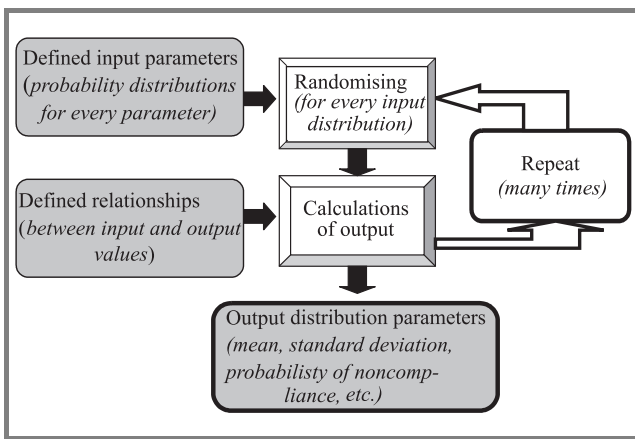 Defined input parameters
(probability distributions
for every parameter)
Randomising
(for every input
distribution)
Repeat
(many times)
Defined relationships
(between input and output
values)
Calculations
of output
Output distribution parameters
(mean, standard deviation,
probabilisty of noncomp-
liance, etc.)